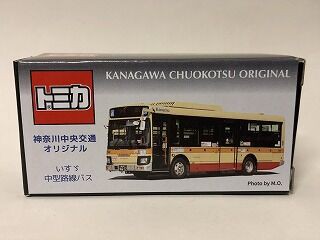 トミカ
KANAGAWA CHUOKOTSU ORIGINAL
神奈川中央交通
オリジナル
いすゞ
中型路線バス
Photo by M.O.